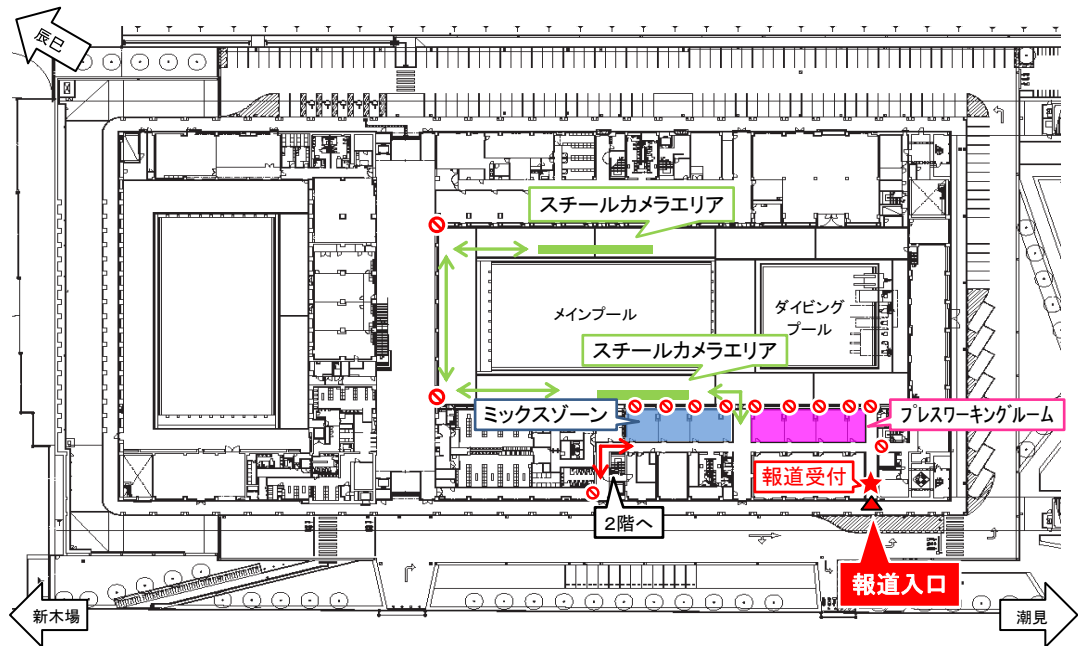 辰巳
スチールカメラエリア
メインプール
ダイビング
プール
スチールカメラエリア
ミックスゾーン
プレスワーキングルーム
報道受付
2階へ
報道入口
新木場
潮見